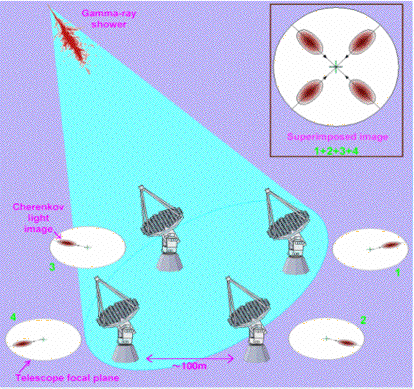 Gamma-ray
shower
Superimposed image
1+2+3+4
Cherenkov
light
image
3
1
4
2
~100m
Telescope focal plane